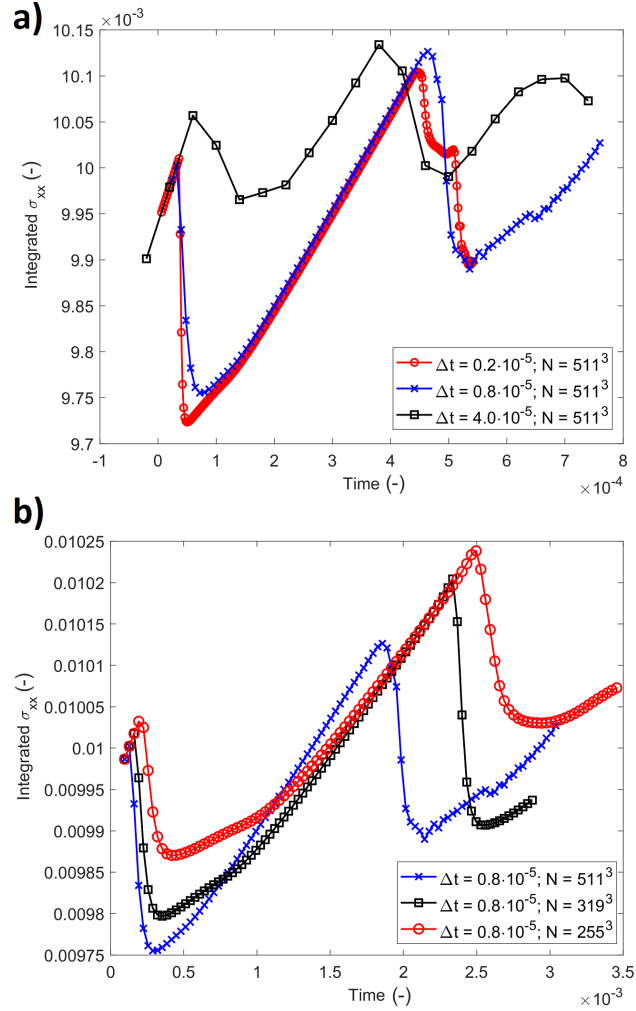 a)
×10⁻³
10.15
10.1
10.05
10
9.95
9.9
9.85
9.8
9.75
9.7
Integrated σxx (-)
Δt = 0.2·10⁻⁵; N = 511³
Δt = 0.8·10⁻⁵; N = 511³
Δt = 4.0·10⁻⁵; N = 511³
-1 0 1 2 3 4 5 6 7 8
Time (-)
×10⁻⁴
b)
0.01025
0.0102
0.01015
0.0101
0.01005
0.01
0.00995
0.0099
0.00985
0.0098
0.00975
Integrated σxx (-)
Δt = 0.8·10⁻⁵; N = 511³
Δt = 0.8·10⁻⁵; N = 319³
Δt = 0.8·10⁻⁵; N = 255³
0 0.5 1 1.5 2 2.5 3 3.5
Time (-)
×10⁻³